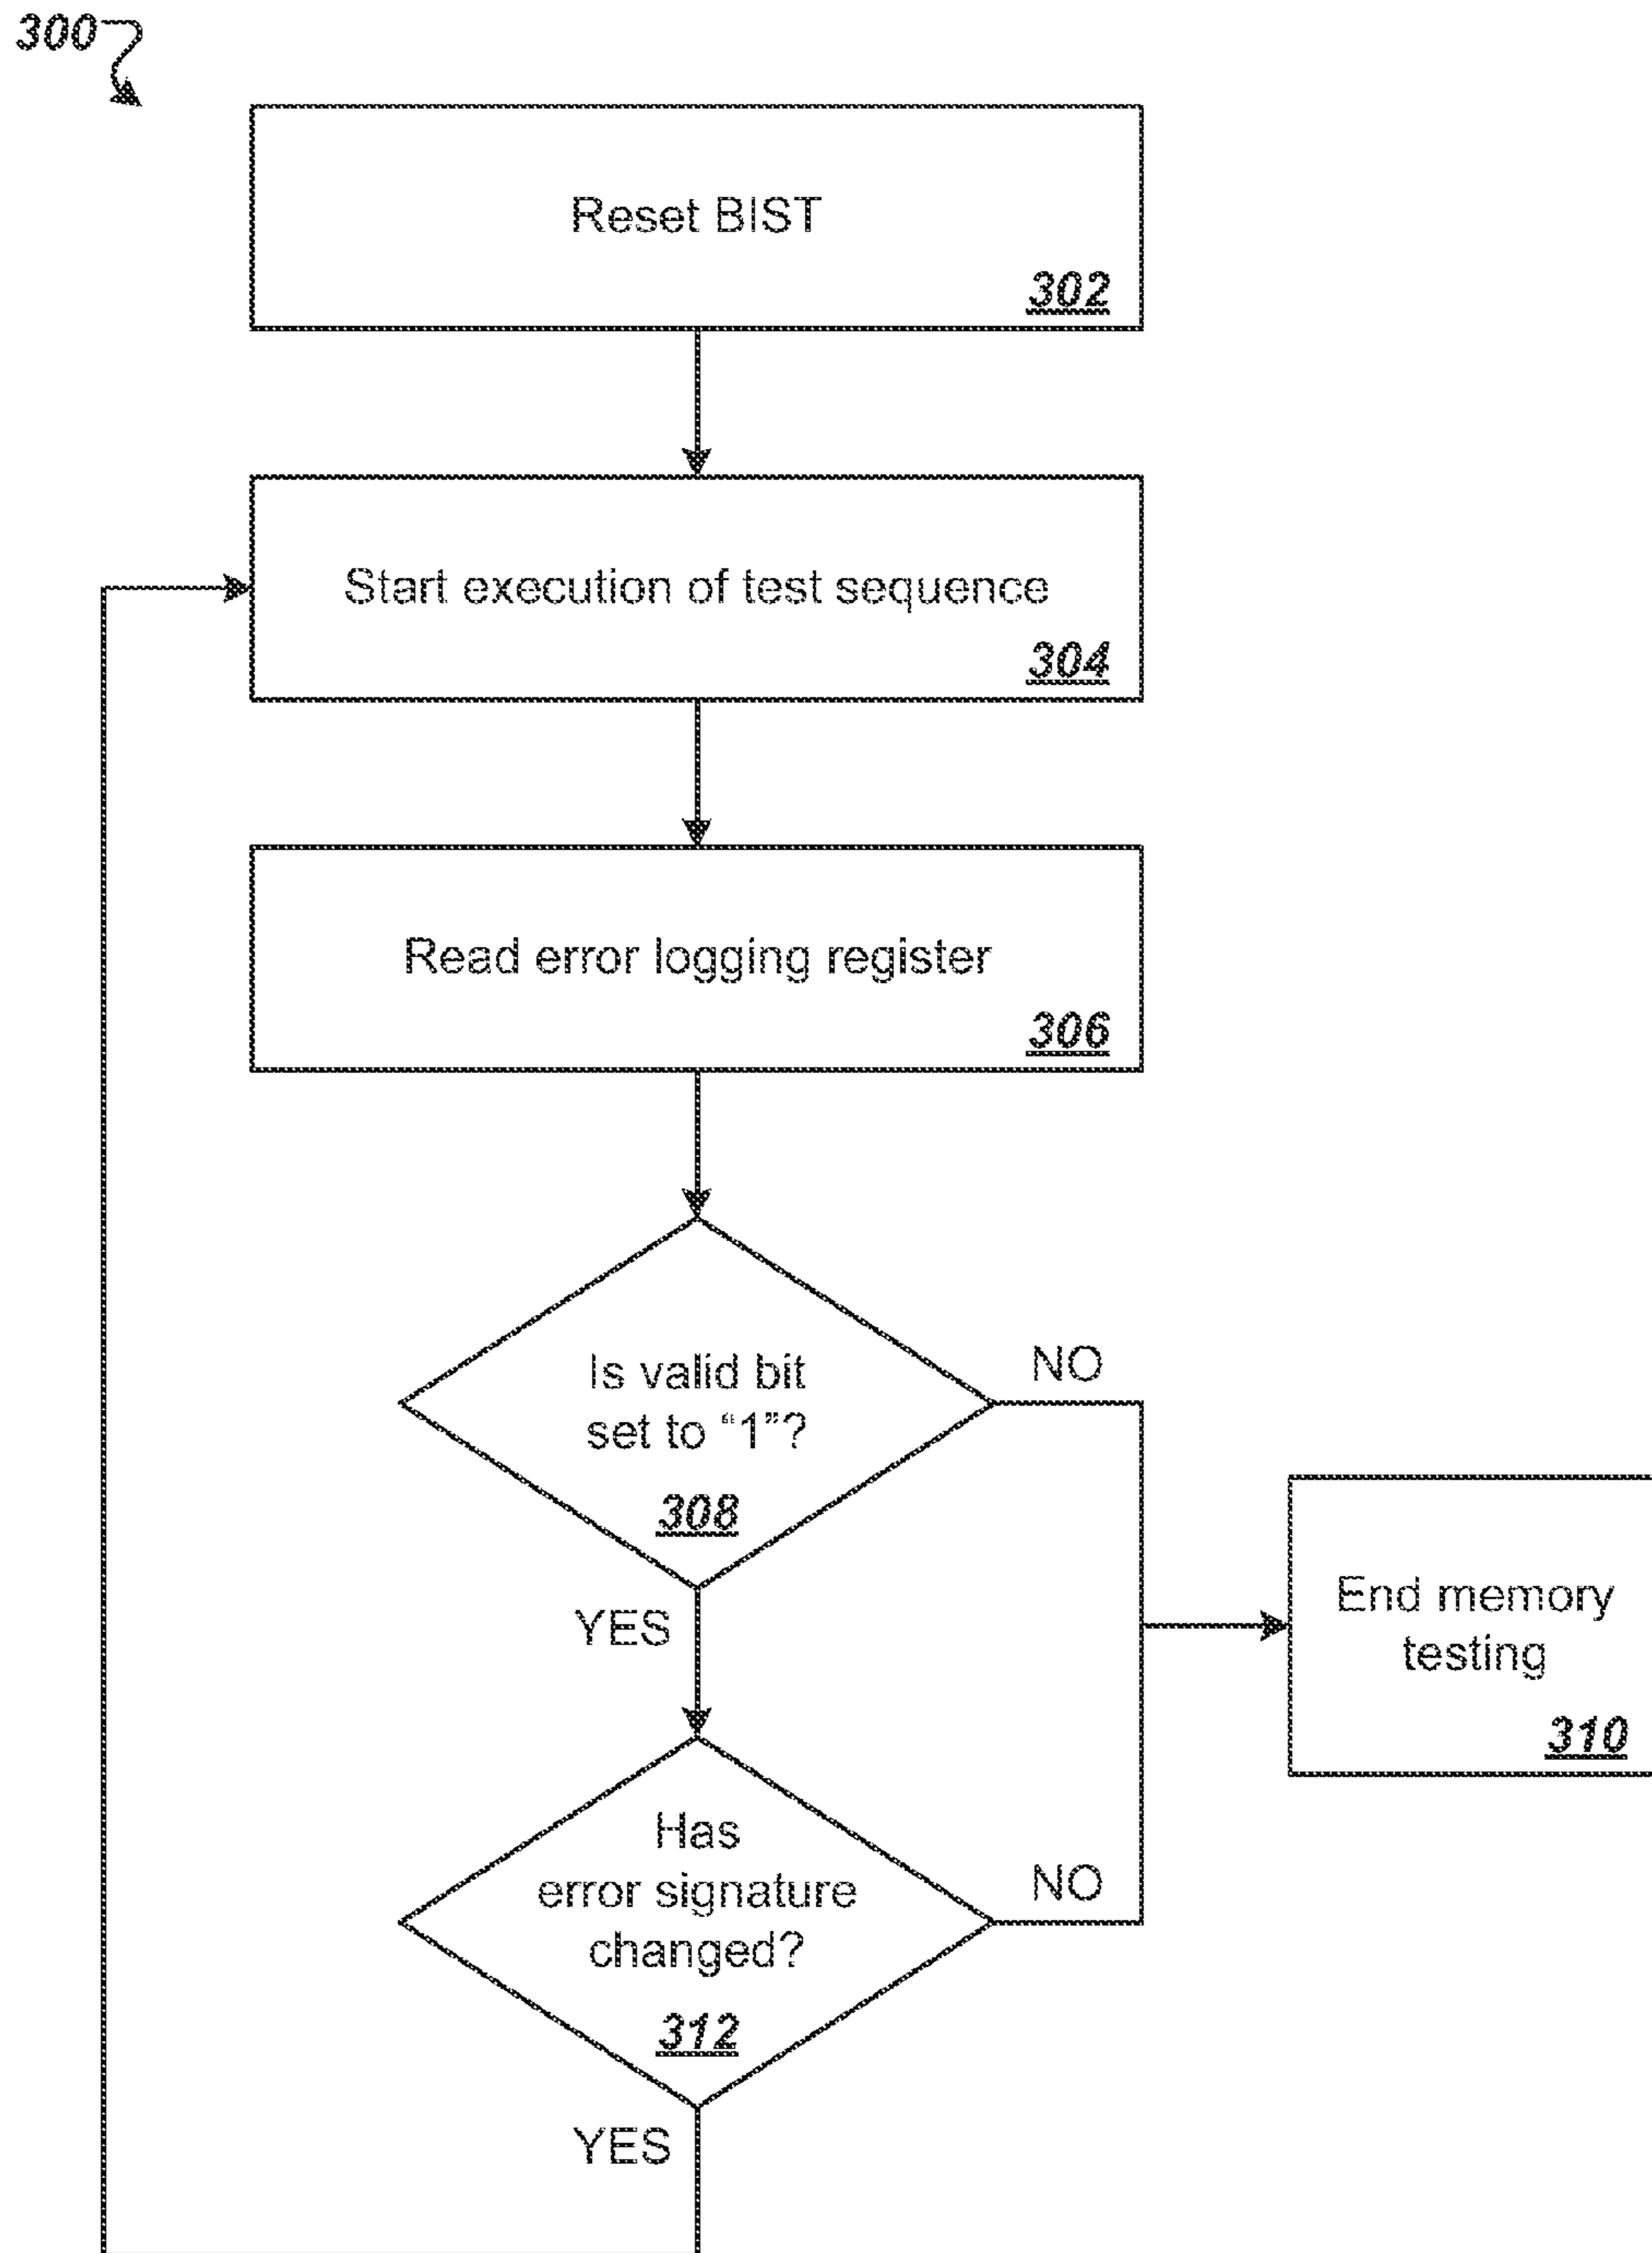 300
Reset BIST
302
Start execution of test sequence
304
Read error logging register
306
Is valid bit
set to “1”?
308
NO
YES
End memory
testing
310
Has
error signature
changed?
312
NO
YES